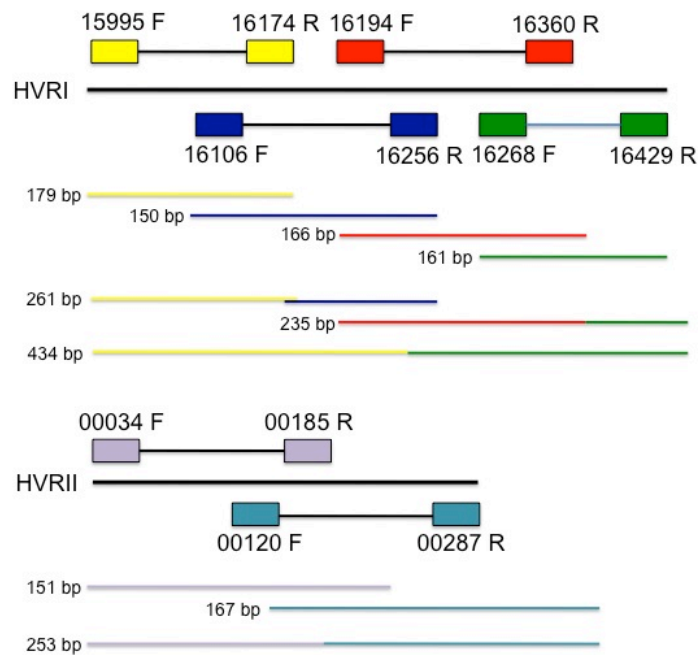 15995 F 16174 R 16194 F 16360 R
HVRI
16106 F 16256 R 16268 F 16429 R
179 bp
150 bp
166 bp
161 bp
261 bp
235 bp
434 bp
00034 F 00185 R
HVRII
00120 F 00287 R
151 bp
167 bp
253 bp